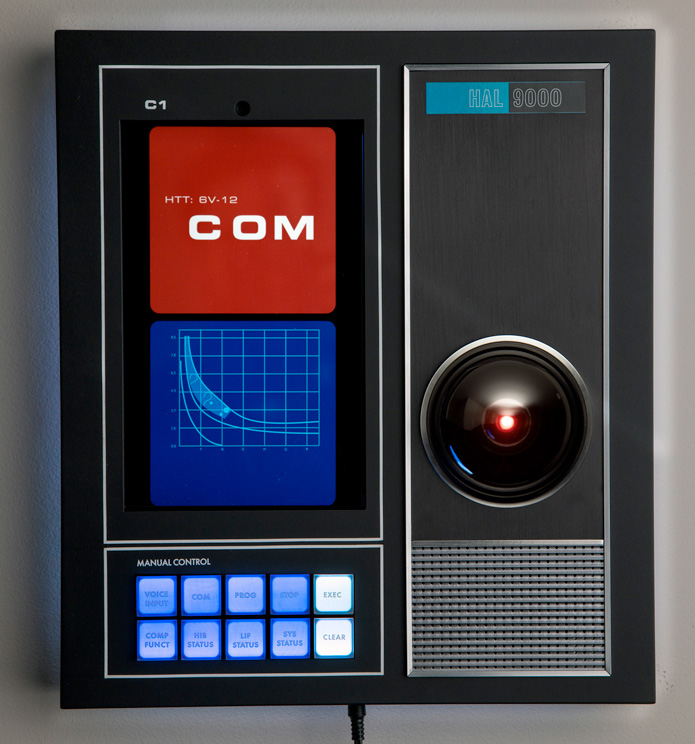 C1
HAL 9000
HTT: 6V-12
COM
MANUAL CONTROL
VOICE INPUT
COM
PROG
STOP
EXEC
COMP FUNCT
HIB STATUS
LIF STATUS
SYS STATUS
CLEAR